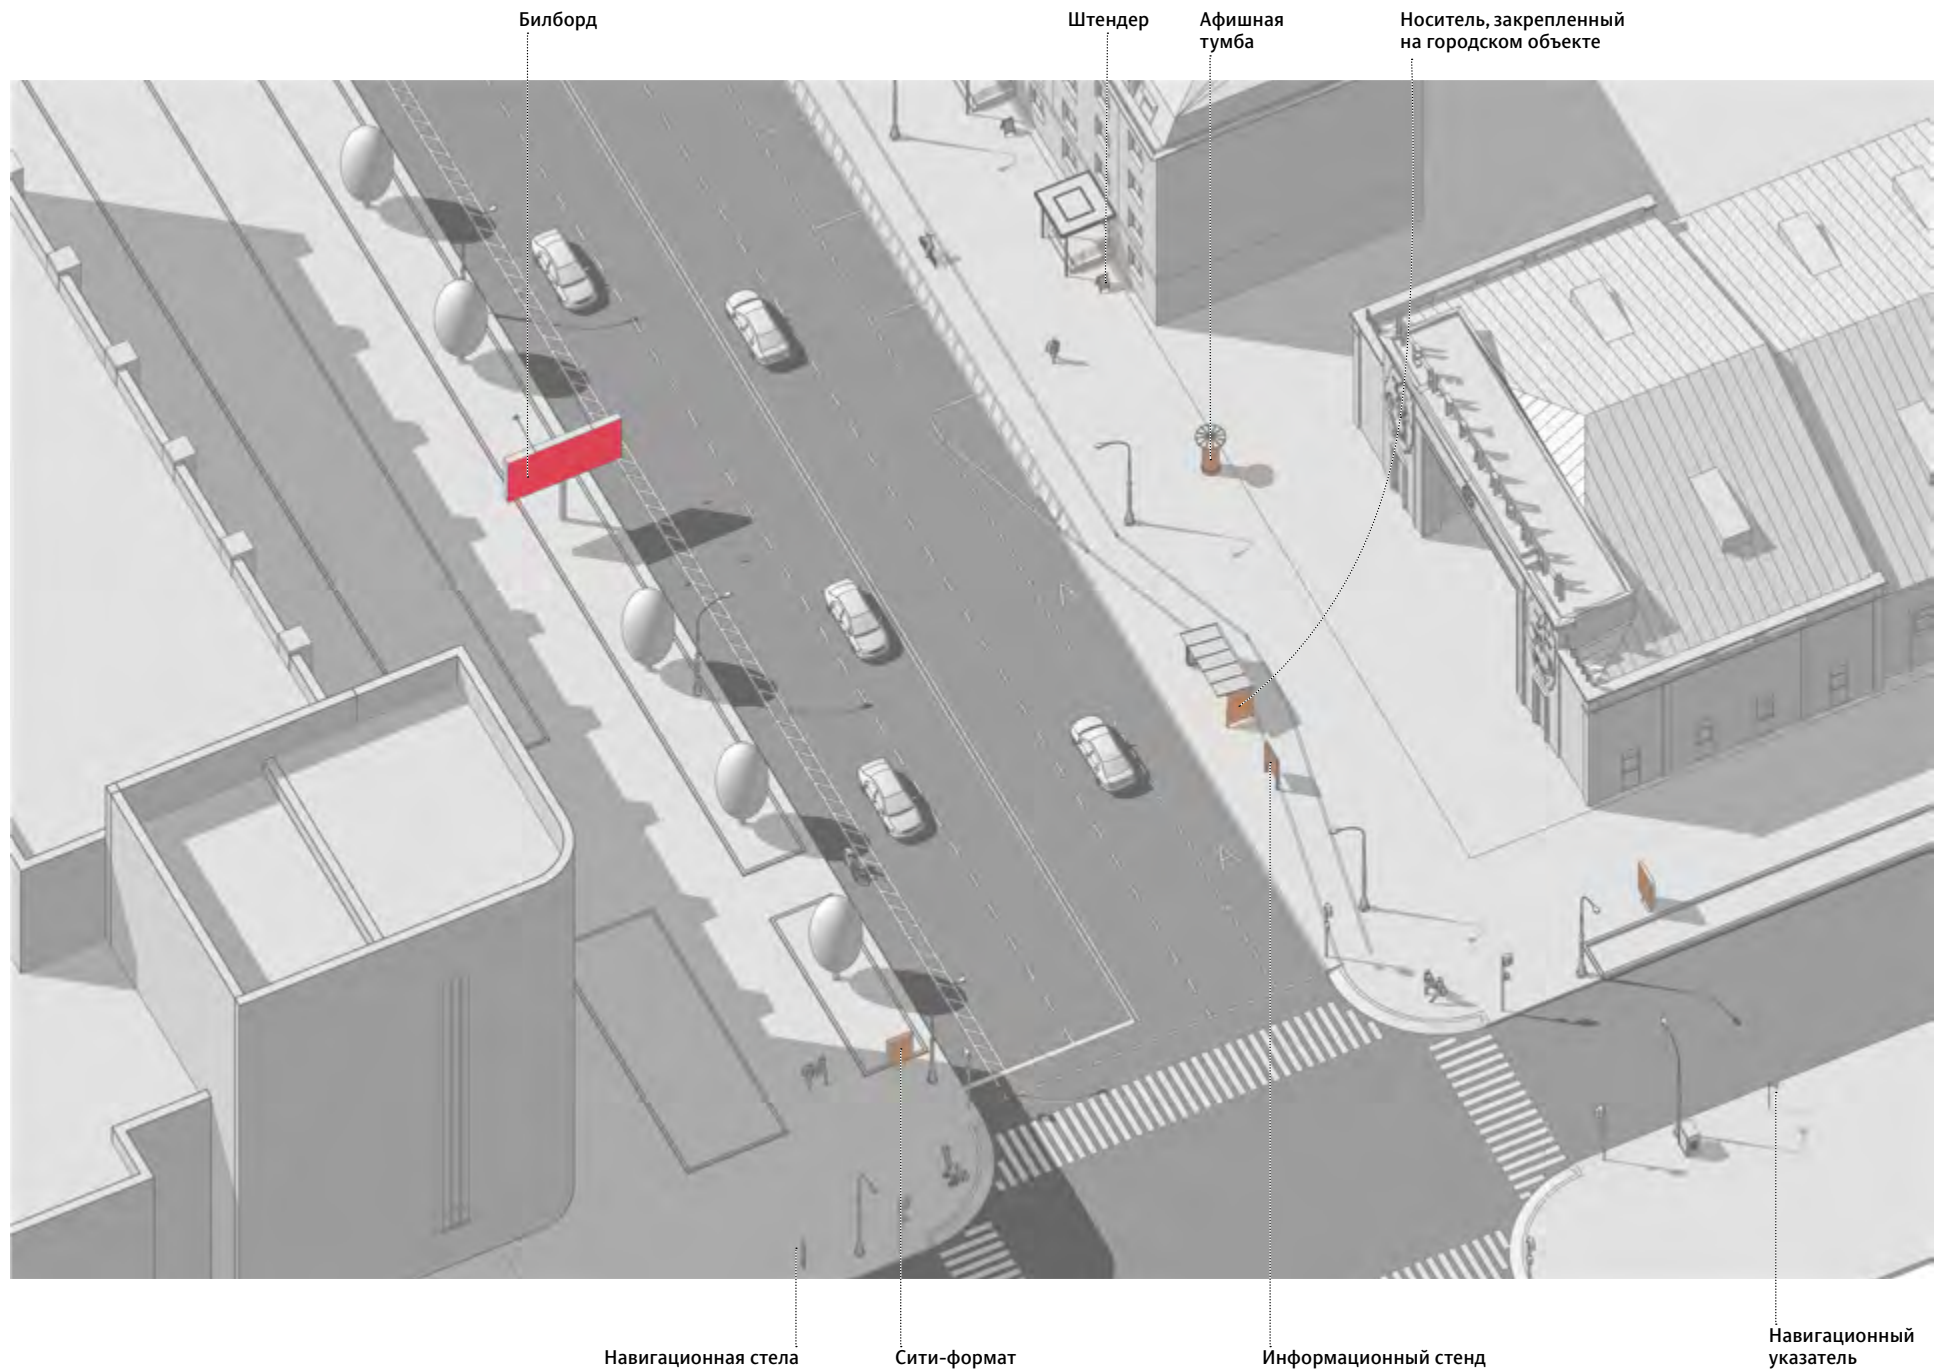 Билборд
Штендер
Афишная
тумба
Носитель, закрепленный
на городском объекте
Навигационная стела
Сити-формат
Информационный стенд
Навигационный
указатель